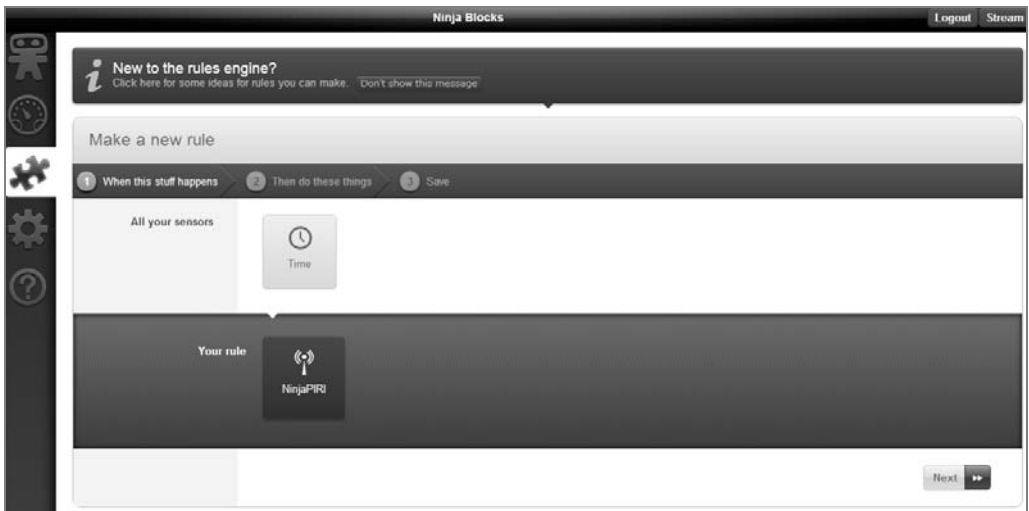 Ninja Blocks
Logout Stream
New to the rules engine?
Click here for some ideas for rules you can make. Don't show this message
Make a new rule
1 When this stuff happens 2 Then do these things 3 Save
All your sensors
Time
Your rule
NinjaPIRI
Next